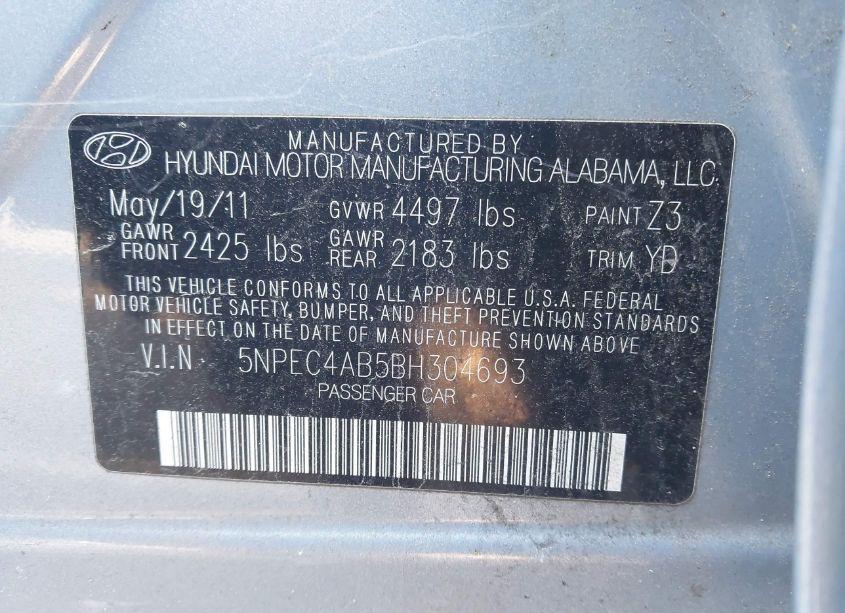 MANUFACTURED BY
HYUNDAI MOTOR MANUFACTURING ALABAMA, LLC.
May/19/11 GVWR 4497 lbs PAINT Z3
GAWR FRONT 2425 lbs GAWR REAR 2183 lbs TRIM YD
THIS VEHICLE CONFORMS TO ALL APPLICABLE U.S.A. FEDERAL
MOTOR VEHICLE SAFETY, BUMPER, AND THEFT PREVENTION STANDARDS
IN EFFECT ON THE DATE OF MANUFACTURE SHOWN ABOVE
V.I.N 5NPEC4AB5BH304693
PASSENGER CAR